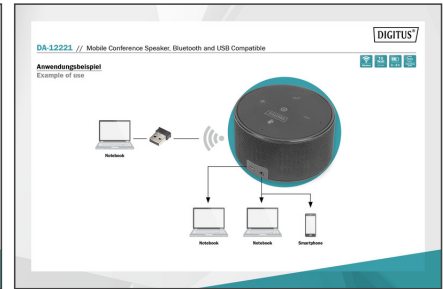 DIGITUS®
DA-12221 // Mobile Conference Speaker, Bluetooth and USB Compatible
Anwendungsbeispiel
Example of use
Notebook
Notebook
Notebook
Smartphone